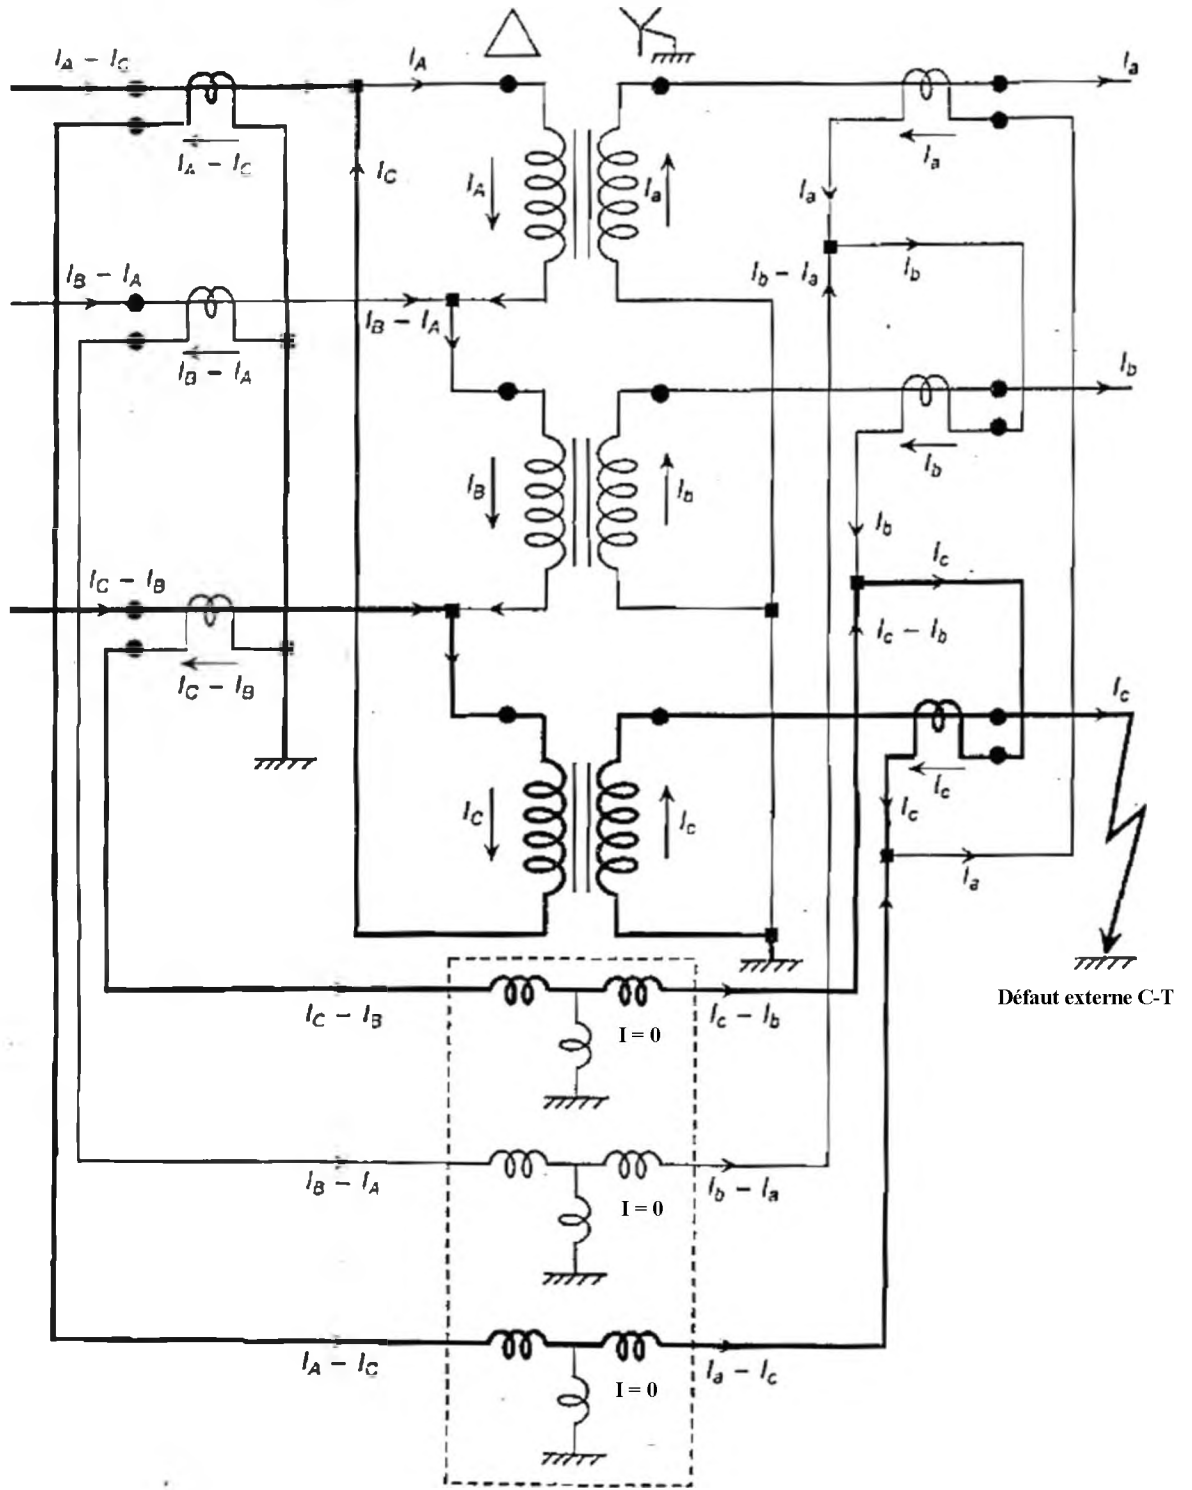 I_A − I_C
I_A
I_a
I_A − I_C
I_C
I_A
I_a
I_a
I_a
I_B − I_A
I_B − I_A
I_b − I_a
I_b
I_B − I_A
I_b
I_B
I_b
I_b
I_b
I_C − I_B
I_c
I_c − I_b
I_C − I_B
I_c
I_C
I_c
I_c
I_c
I_a
Défaut externe C-T
I_C − I_B
I = 0
I_c − I_b
I_B − I_A
I = 0
I_b − I_a
I_A − I_C
I = 0
I_a − I_c